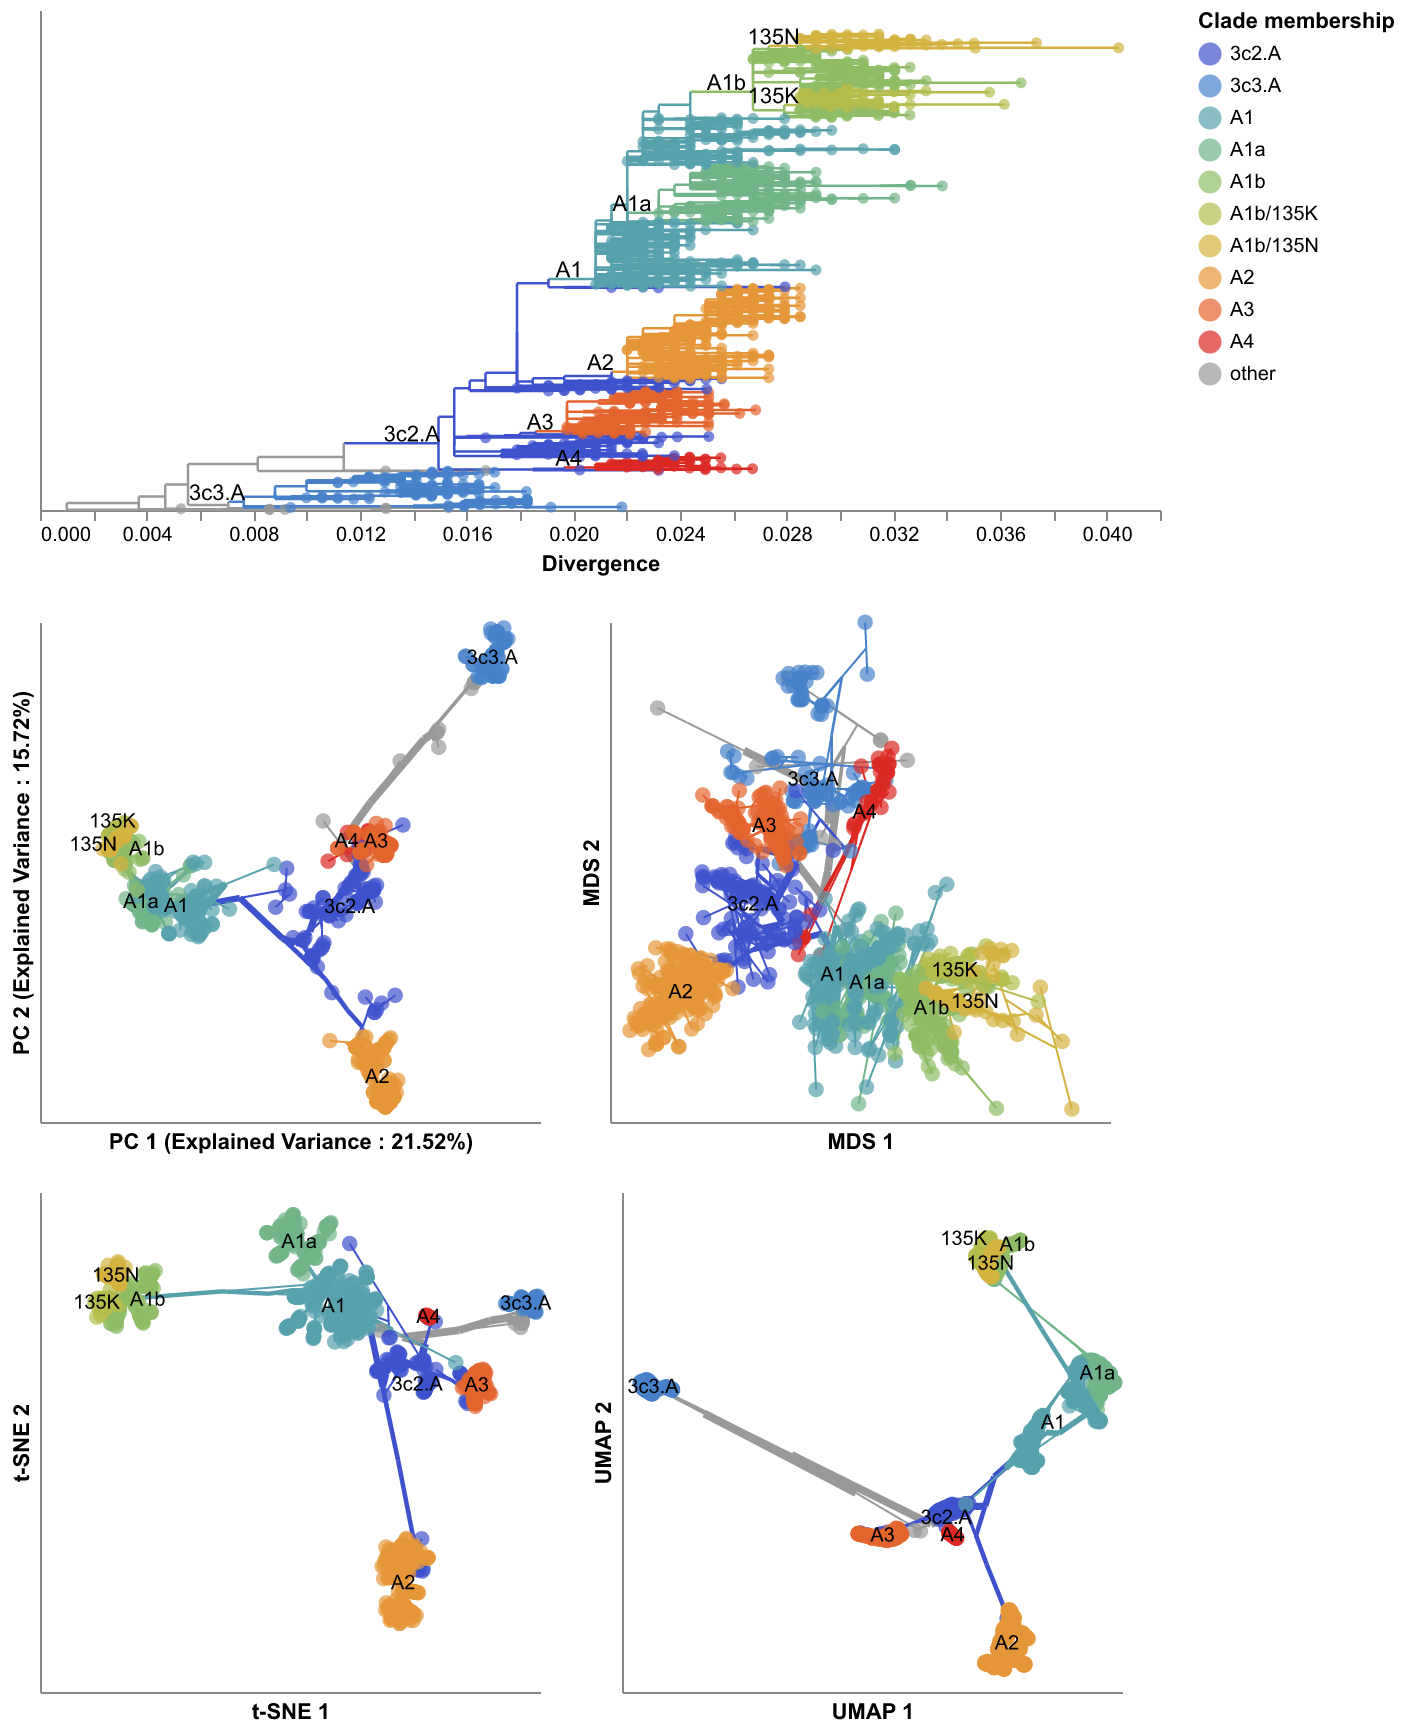 Clade membership
3c2.A
3c3.A
A1
A1a
A1b
A1b/135K
A1b/135N
A2
A3
A4
other
135N
A1b
135K
A1a
A1
A2
A3
3c2.A
A4
3c3.A
0.000 0.004 0.008 0.012 0.016 0.020 0.024 0.028 0.032 0.036 0.040
Divergence
PC 2 (Explained Variance : 15.72%)
3c3.A
135K
135N
A1b
A4 A3
A1a A1
3c2.A
A2
PC 1 (Explained Variance : 21.52%)
MDS 2
3c3.A
A4
A3
3c2.A
A1 A1a
135K
A2
A1b 135N
MDS 1
t-SNE 2
A1a
135N
135K A1b
A1
A4
3c3.A
3c2.A
A3
A2
t-SNE 1
UMAP 2
135K A1b
135N
A1a
3c3.A
A1
3c2.A
A3
A4
A2
UMAP 1